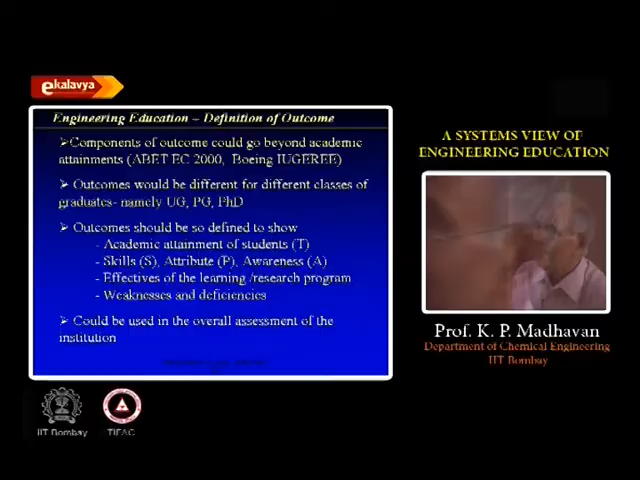 ekalavya
Engineering Education – Definition of Outcome
Components of outcome could go beyond academic
attainments (ABET EC 2000, Boeing IUGEREE)
Outcomes would be different for different classes of
graduates- namely UG, PG, PhD
Outcomes should be so defined to show
- Academic attainment of students (T)
- Skills (S), Attribute (P), Awareness (A)
- Effectives of the learning /research program
- Weaknesses and deficiencies
Could be used in the overall assessment of the
institution
A SYSTEMS VIEW OF
ENGINEERING EDUCATION
Prof. K. P. Madhavan
Department of Chemical Engineering
IIT Bombay
IIT Bombay
TIFAC